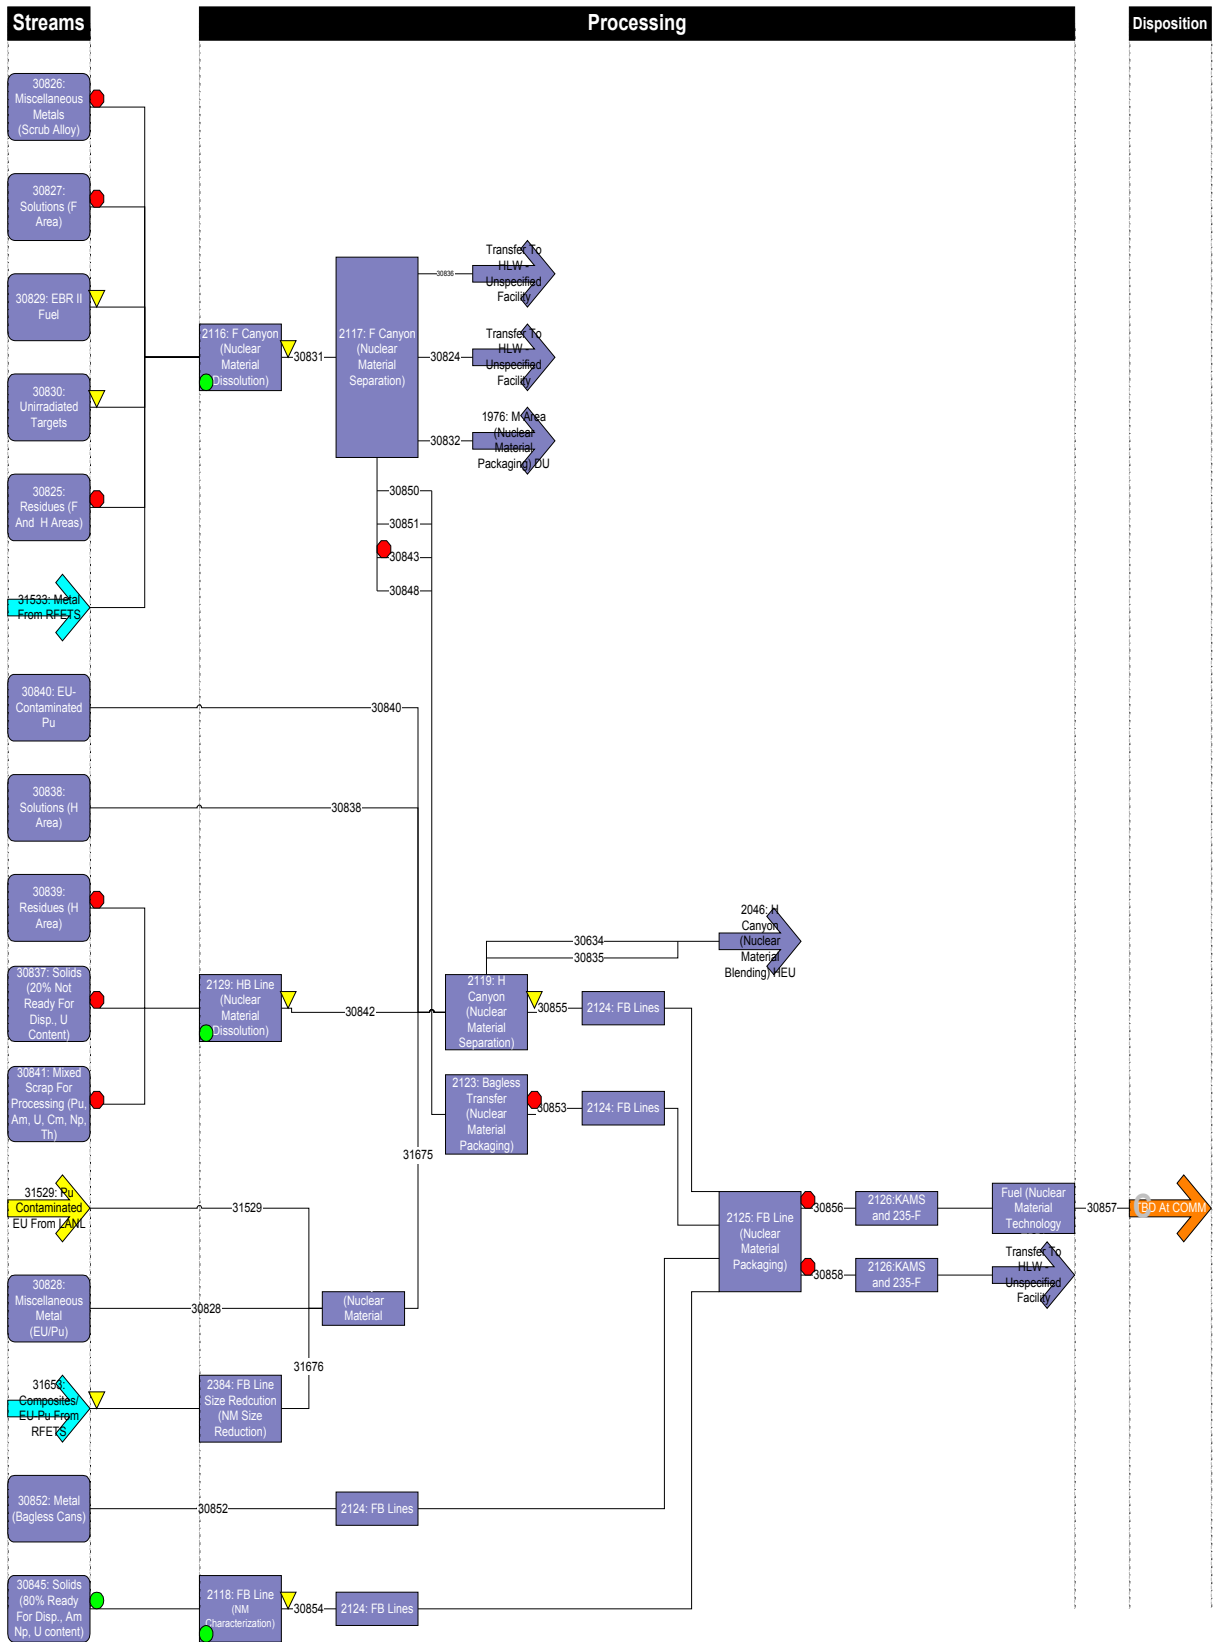 Streams
Processing
Disposition
30826:
Miscellaneous
Metals
(Scrub Alloy)
30827:
Solutions (F
Area)
30829: EBR II
Fuel
30830:
Unirradiated
Targets
30825:
Residues (F
And H Areas)
31533: Metal
From RFETS
30840: EU-
Contaminated
Pu
30838:
Solutions (H
Area)
30839:
Residues (H
Area)
30837: Solids
(20% Not
Ready For
Disp., U
Content)
30841: Mixed
Scrap For
Processing (Pu,
Am, U, Cm, Np,
Th)
31529: Pu
Contaminated
EU From LANL
30828:
Miscellaneous
Metal
(EU/Pu)
31653:
Composites/
EU-Pu From
RFETS
30852: Metal
(Bagless Cans)
30845: Solids
(80% Ready
For Disp., Am
Np, U content)
2116: F Canyon
(Nuclear
Material
Dissolution)
30831
2117: F Canyon
(Nuclear
Material
Separation)
30836
Transfer To
HLW -
Unspecified
Facility
30824
Transfer To
HLW -
Unspecified
Facility
30832
1976: M Area
(Nuclear
Material
Packaging) DU
30850
30851
30843
30848
30840
30838
2129: HB Line
(Nuclear
Material
Dissolution)
30842
30634
30835
2046: H
Canyon
(Nuclear
Material
Blending) HEU
2119: H
Canyon
(Nuclear
Material
Separation)
30855
2124: FB Lines
2123: Bagless
Transfer
(Nuclear
Material
Packaging)
30853
2124: FB Lines
31675
31529
30828
(Nuclear
Material
31676
2384: FB Line
Size Redcution
(NM Size
Reduction)
2125: FB Line
(Nuclear
Material
Packaging)
30856
2126:KAMS
and 235-F
Fuel (Nuclear
Material
Technology
30857
TBD At COMM
30858
2126:KAMS
and 235-F
Transfer To
HLW -
Unspecified
Facility
30852
2124: FB Lines
2118: FB Line
(NM
Characterization)
30854
2124: FB Lines